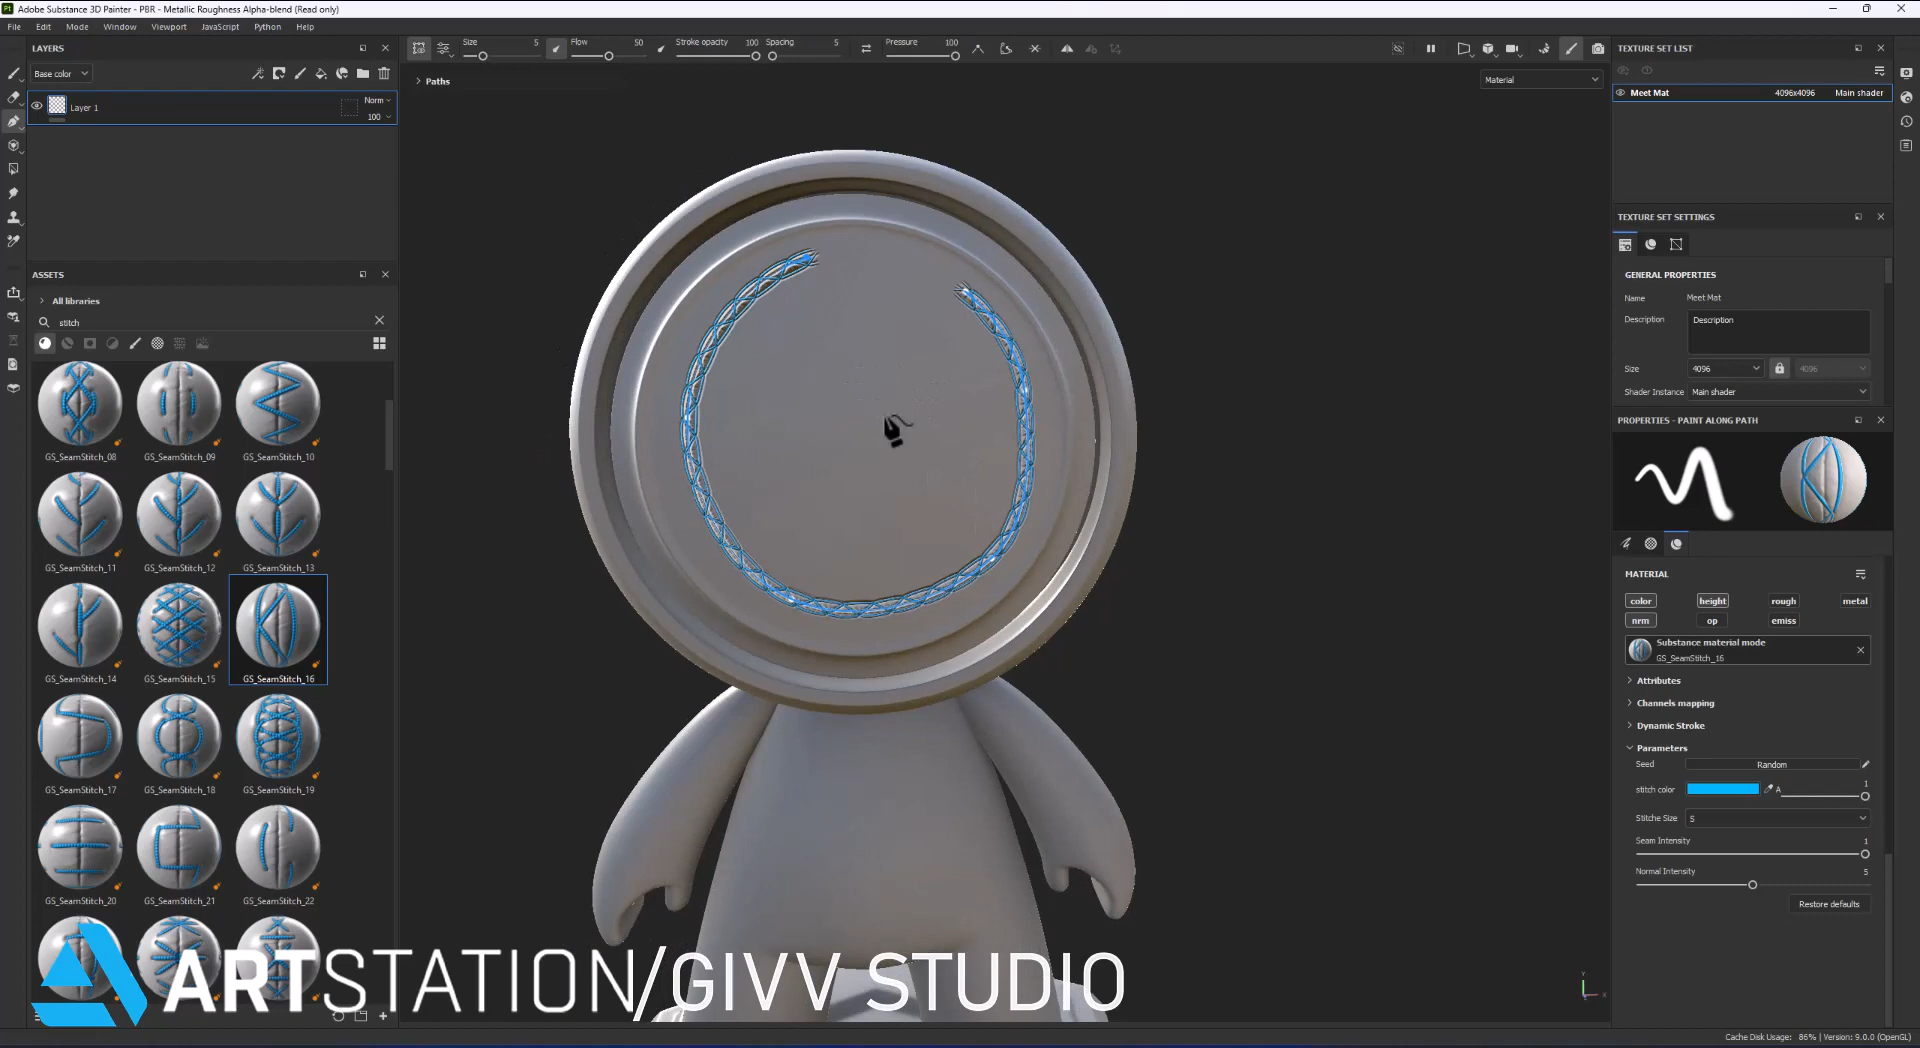 Adobe Substance 3D Painter - PBR - Metallic Roughness Alpha-blend (Read only)
File Edit Mode Window Viewport JavaScript Python Help
LAYERS
Base color
Layer 1
Norm
100
ASSETS
All libraries
stitch
GS_SeamStitch_08 GS_SeamStitch_09 GS_SeamStitch_10
GS_SeamStitch_11 GS_SeamStitch_12 GS_SeamStitch_13
GS_SeamStitch_14 GS_SeamStitch_15 GS_SeamStitch_16
GS_SeamStitch_17 GS_SeamStitch_18 GS_SeamStitch_19
GS_SeamStitch_20 GS_SeamStitch_21 GS_SeamStitch_22
Size 5 Flow 50 Stroke opacity 100 Spacing 5 Pressure 100
Paths
Material
ARTSTATION/GIVV STUDIO
TEXTURE SET LIST
Meet Mat 4096x4096 Main shader
TEXTURE SET SETTINGS
GENERAL PROPERTIES
Name Meet Mat
Description Description
Size 4096 4096
Shader Instance Main shader
PROPERTIES - PAINT ALONG PATH
MATERIAL
color height rough metal
nrm op emiss
Substance material mode
GS_SeamStitch_16
Attributes
Channels mapping
Dynamic Stroke
Parameters
Seed Random
stitch color A 1
Stitche Size 5
Seam Intensity 1
Normal Intensity 5
Restore defaults
Y
X
Cache Disk Usage: 86% | Version: 9.0.0 (OpenGL)